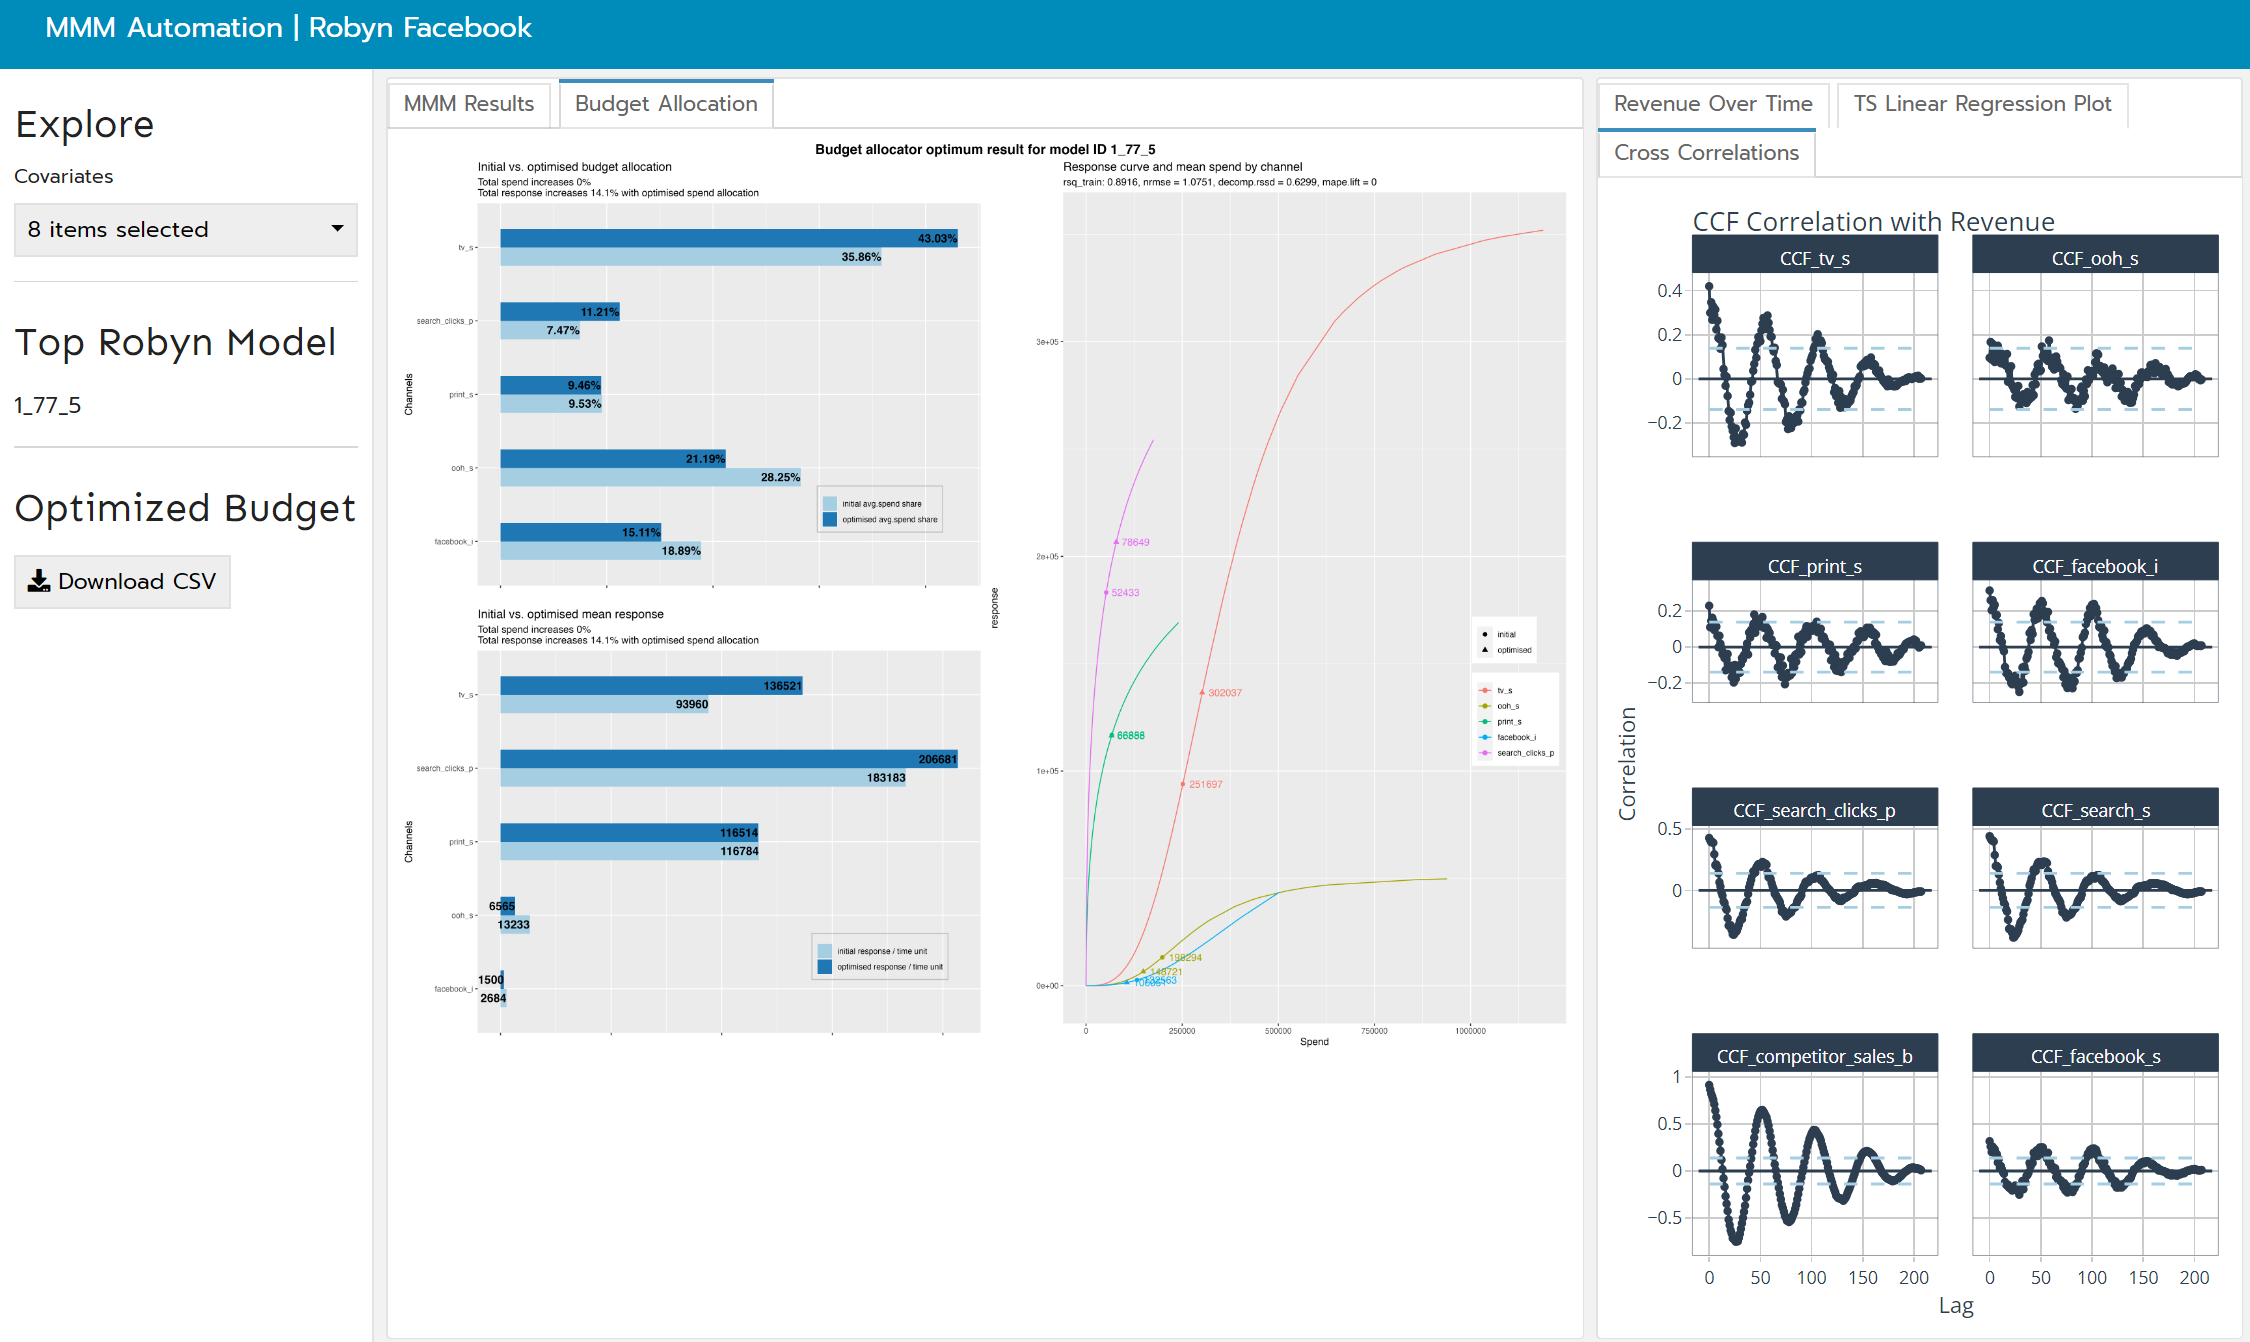 MMM Automation | Robyn Facebook
Explore
Covariates
8 items selected
Top Robyn Model
1_77_5
Optimized Budget
Download CSV
MMM Results
Budget Allocation
Budget allocator optimum result for model ID 1_77_5
Initial vs. optimised budget allocation
Total spend increases 0%
Total response increases 14.1% with optimised spend allocation
Channels
tv_s
43.03%
35.86%
search_clicks_p
11.21%
7.47%
print_s
9.46%
9.53%
ooh_s
21.19%
28.25%
facebook_i
15.11%
18.89%
initial avg.spend share
optimised avg.spend share
Initial vs. optimised mean response
Total spend increases 0%
Total response increases 14.1% with optimised spend allocation
Channels
tv_s
136521
93960
search_clicks_p
206681
183183
print_s
116514
116784
ooh_s
6565
13233
facebook_i
1500
2684
initial response / time unit
optimised response / time unit
Response curve and mean spend by channel
rsq_train: 0.8916, nrmse = 1.0751, decomp.rssd = 0.6299, mape.lift = 0
response
3e+05
2e+05
1e+05
0e+00
78649
52433
302037
251697
198294
148721
initial
optimised
tv_s
ooh_s
print_s
facebook_i
search_clicks_p
0
250000
500000
750000
1000000
Spend
Revenue Over Time
TS Linear Regression Plot
Cross Correlations
CCF Correlation with Revenue
Correlation
CCF_tv_s
CCF_ooh_s
0.4
0.2
0
−0.2
CCF_print_s
CCF_facebook_i
0.2
0
−0.2
CCF_search_clicks_p
CCF_search_s
0.5
0
CCF_competitor_sales_b
CCF_facebook_s
1
0.5
0
−0.5
0 50 100 150 200
0 50 100 150 200
Lag